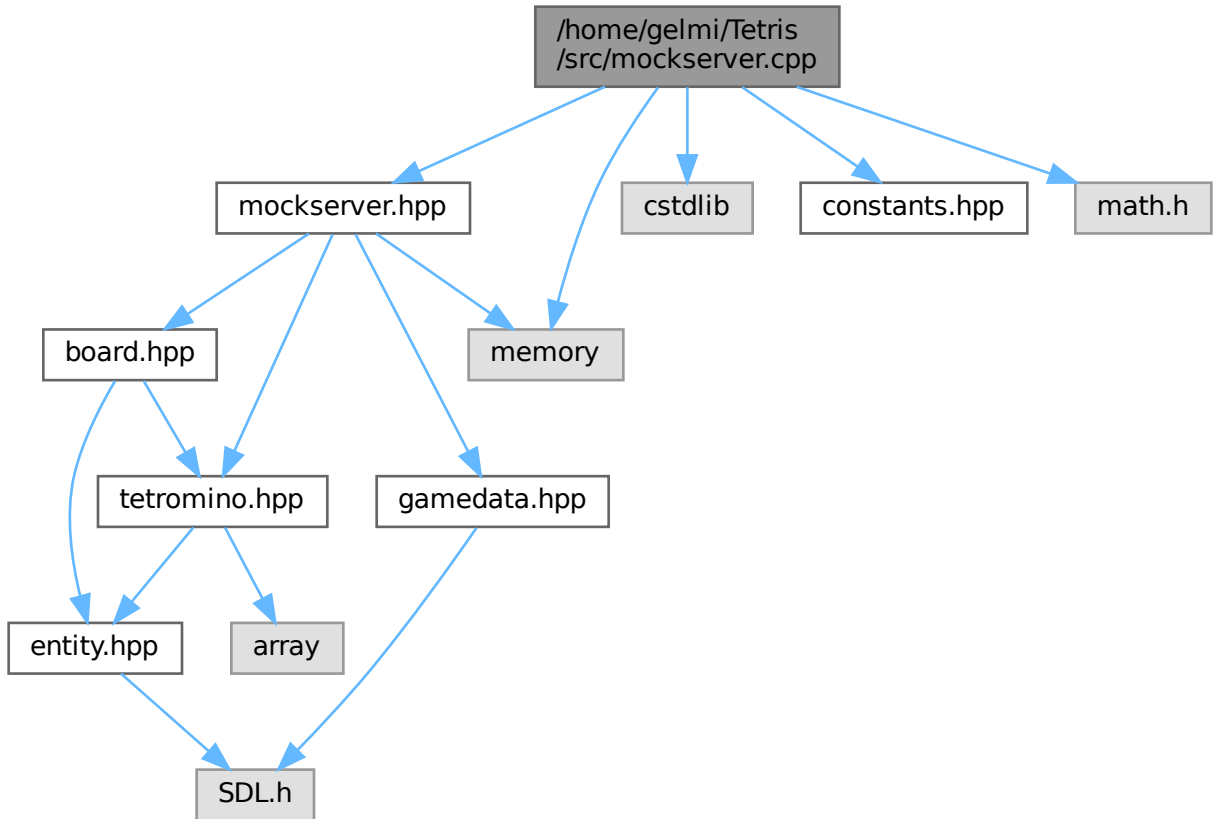 /home/gelmi/Tetris
/src/mockserver.cpp
mockserver.hpp
cstdlib
constants.hpp
math.h
board.hpp
memory
tetromino.hpp
gamedata.hpp
entity.hpp
array
SDL.h